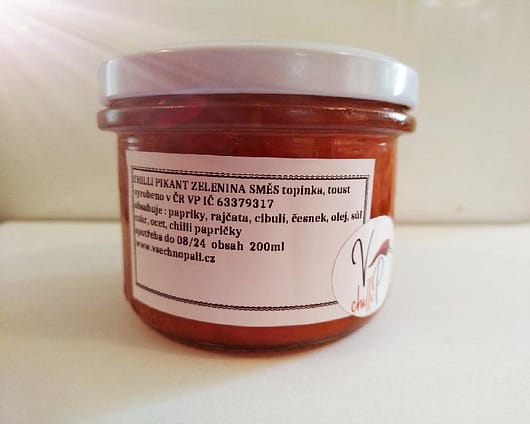 CHILLI PIKANT ZELENINA SMĚS topinka, toust
vyrobeno v ČR VP IČ 63379317
obsahuje : papriky, rajčata, cibuli, česnek, olej, sůl
cukr, ocet, chilli papričky
spotřeba do 08/24 obsah 200ml
www.vsechnopali.cz
V
P
chilli